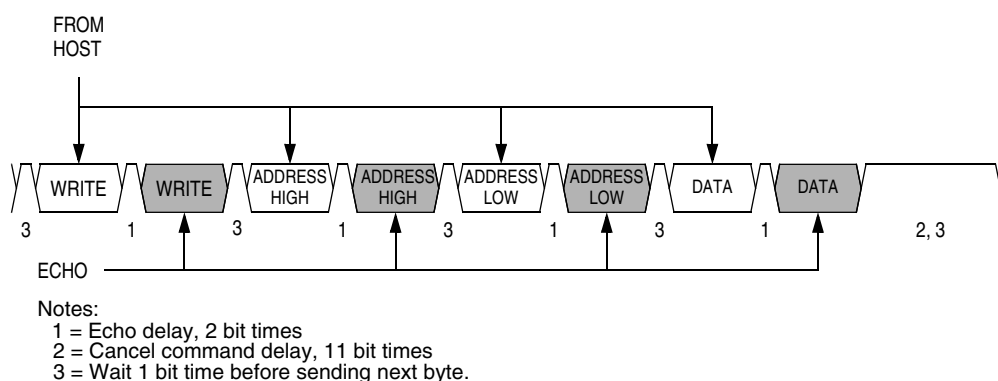 FROM
HOST
WRITE WRITE ADDRESS HIGH ADDRESS HIGH ADDRESS LOW ADDRESS LOW DATA DATA
3 1 3 1 3 1 3 1 2, 3
ECHO
Notes:
1 = Echo delay, 2 bit times
2 = Cancel command delay, 11 bit times
3 = Wait 1 bit time before sending next byte.